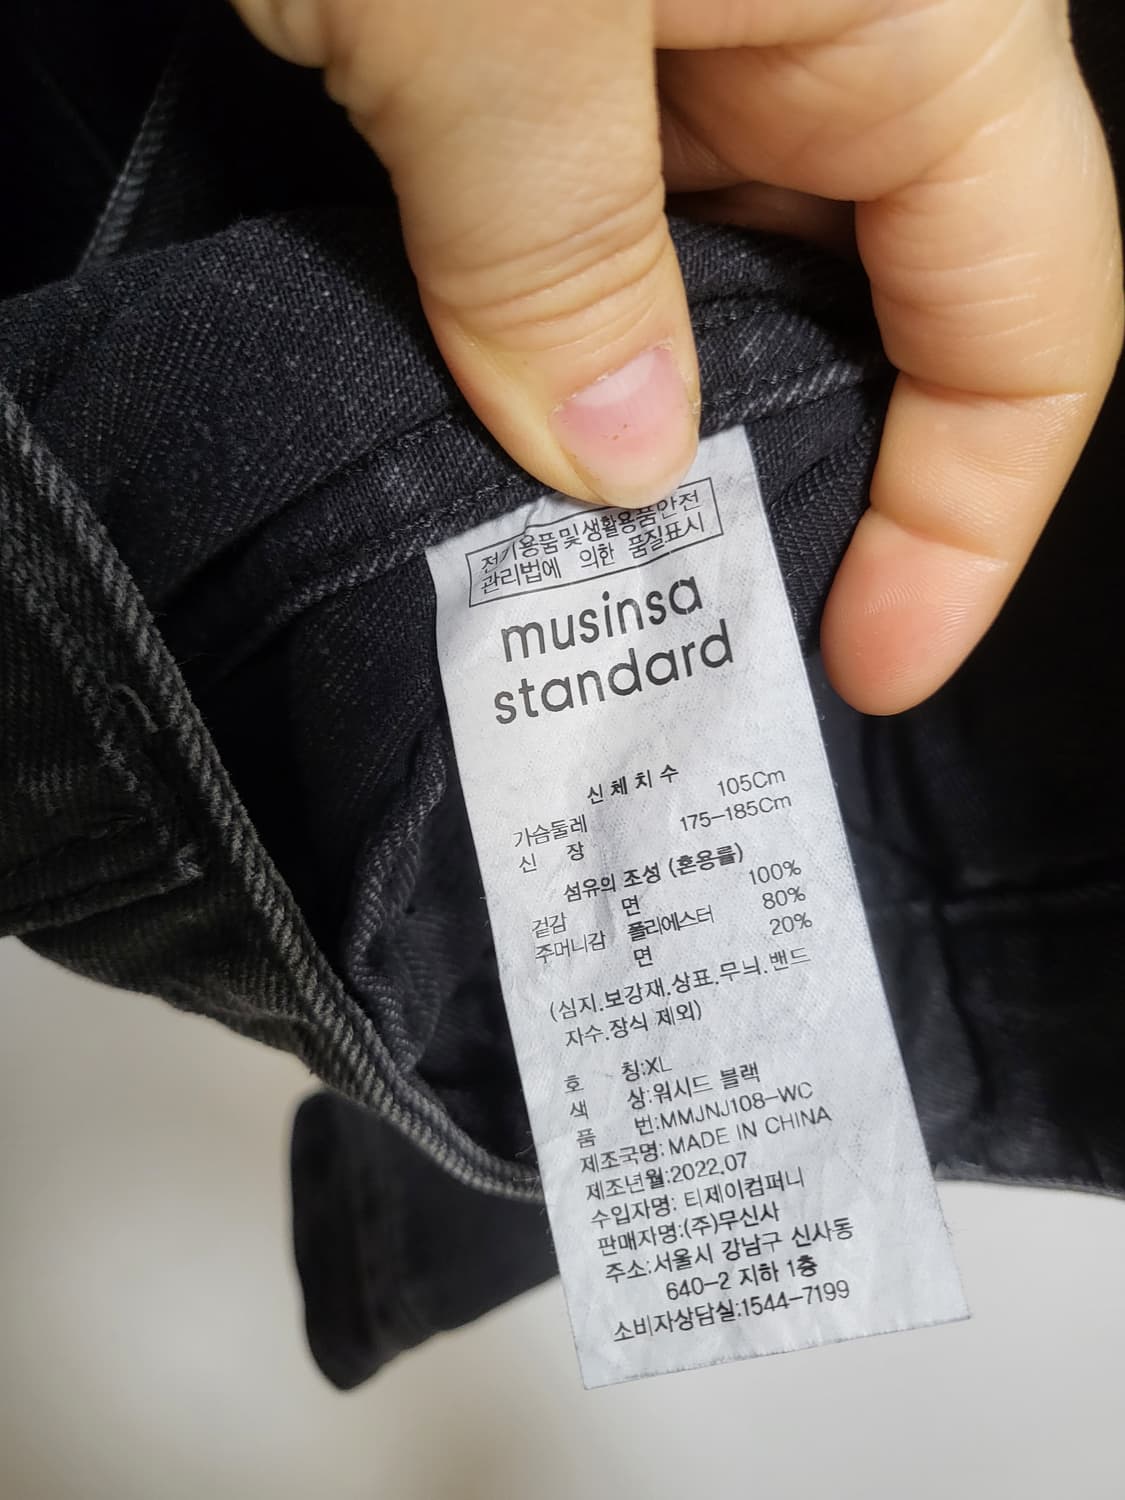 전기용품및생활용품안전
관리법에 의한 품질표시
musinsa
standard
신체치수
가슴둘레 105Cm
신 장 175-185Cm
섬유의 조성 (혼용률)
겉감 면 100%
주머니감 폴리에스터 80%
면 20%
(심지.보강재.상표.무늬.밴드
자수.장식 제외)
호 칭:XL
색 상:워시드 블랙
품 번:MMJNJ108-WC
제조국명:MADE IN CHINA
제조년월:2022.07
수입자명: 티제이컴퍼니
판매자명:(주)무신사
주소:서울시 강남구 신사동
640-2 지하 1층
소비자상담실:1544-7199